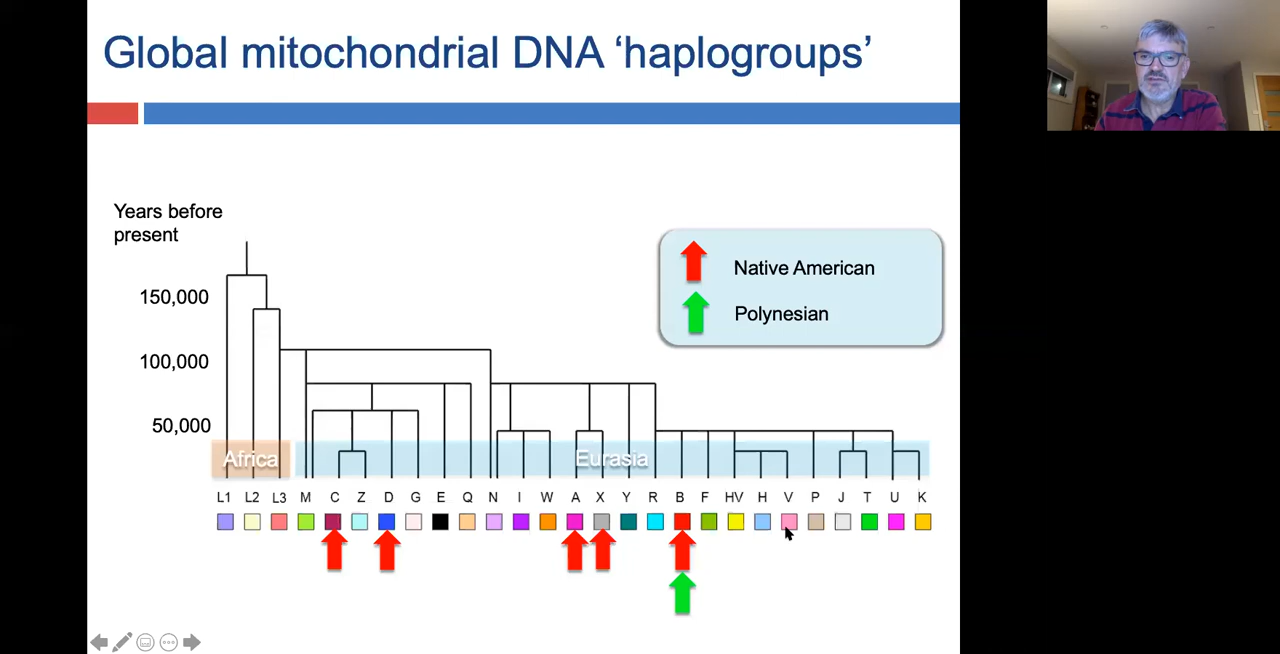 Global mitochondrial DNA ‘haplogroups’
Years before
present
150,000
100,000
50,000
Native American
Polynesian
Africa
Eurasia
L1 L2 L3 M C Z D G E Q N I W A X Y R B F HV H V P J T U K